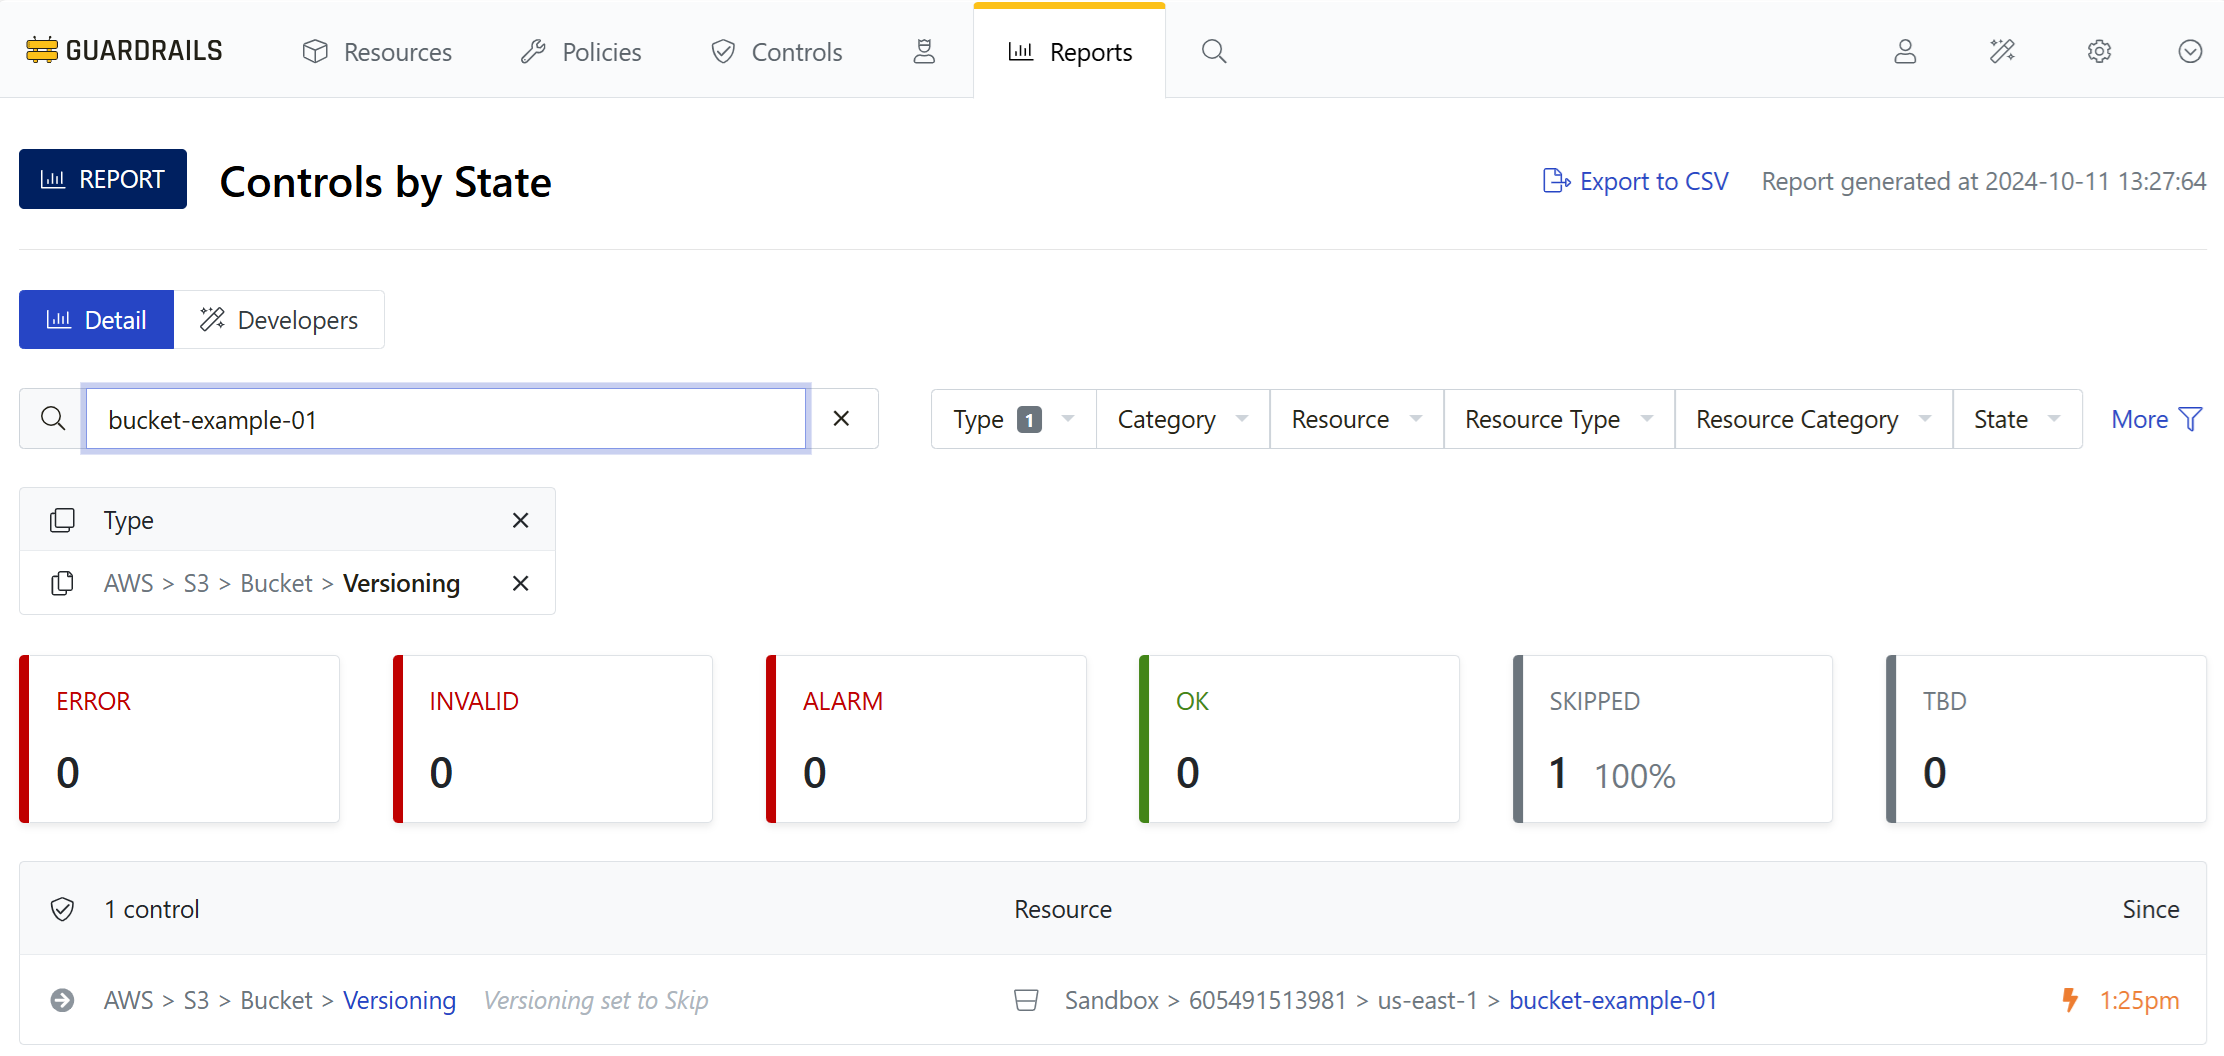 GUARDRAILS Resources Policies Controls Reports
REPORT Controls by State Export to CSV Report generated at 2024-10-11 13:27:64
Detail Developers
bucket-example-01 Type 1 Category Resource Resource Type Resource Category State More
Type
AWS > S3 > Bucket > Versioning
ERROR INVALID ALARM OK SKIPPED TBD
0 0 0 0 1 100% 0
1 control Resource Since
AWS > S3 > Bucket > Versioning Versioning set to Skip Sandbox > 605491513981 > us-east-1 > bucket-example-01 1:25pm